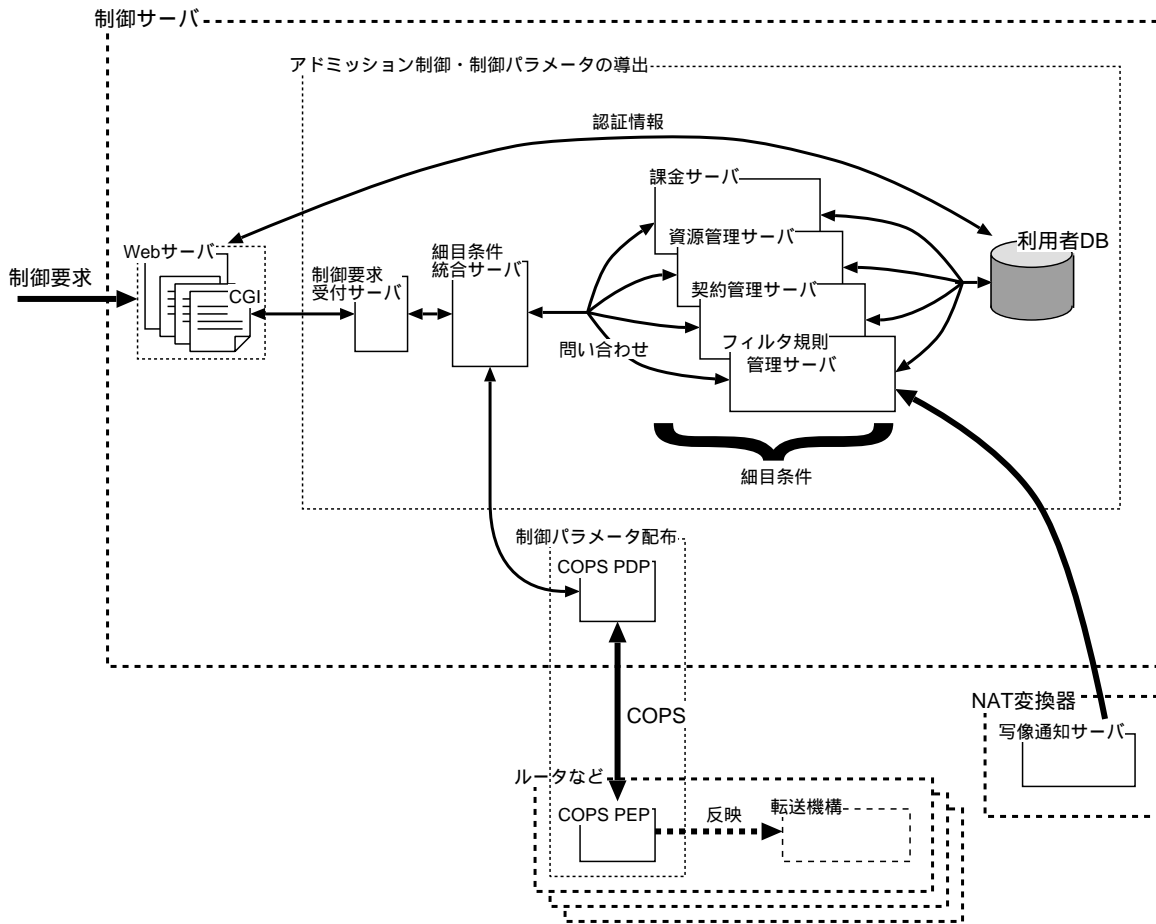 制御サーバ
アドミッション制御・制御パラメータの導出
認証情報
課金サーバ
Webサーバ
細目条件
統合サーバ
資源管理サーバ
利用者DB
制御要求
制御要求
受付サーバ
CGI
契約管理サーバ
問い合わせ
フィルタ規則
管理サーバ
細目条件
制御パラメータ配布
COPS PDP
COPS
NAT変換器
写像通知サーバ
ルータなど
COPS PEP
反映
転送機構